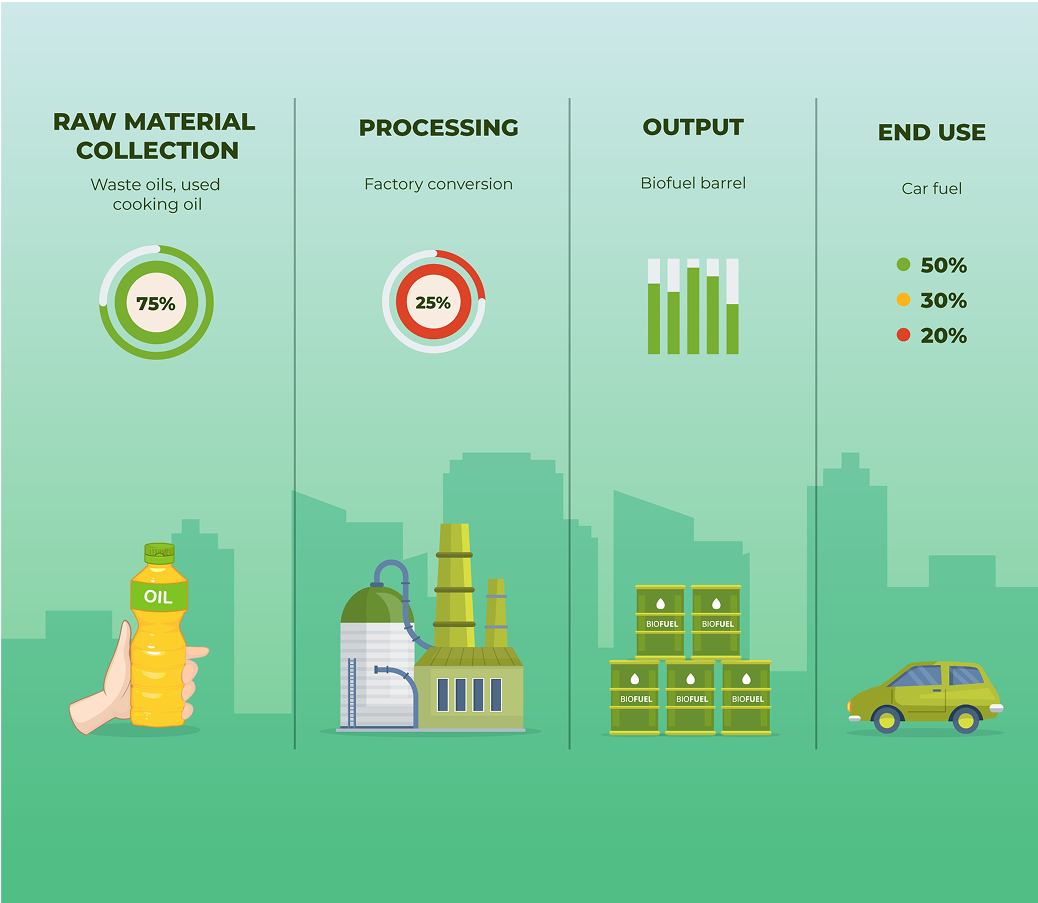 RAW MATERIAL
COLLECTION
Waste oils, used
cooking oil
75%
PROCESSING
Factory conversion
25%
OUTPUT
Biofuel barrel
END USE
Car fuel
50%
30%
20%
OIL
BIOFUEL
BIOFUEL
BIOFUEL
BIOFUEL
BIOFUEL